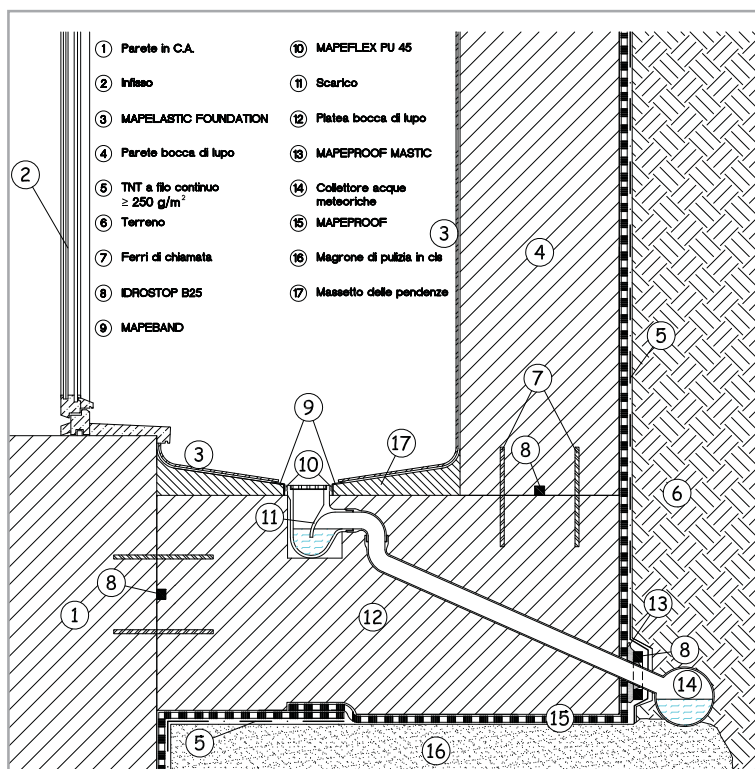 1 Parete in C.A.
2 Infisso
3 MAPELASTIC FOUNDATION
4 Parete bocca di lupo
5 TNT a filo continuo
≥ 250 g/m²
6 Terreno
7 Ferri di chiamata
8 IDROSTOP B25
9 MAPEBAND
10 MAPEFLEX PU 45
11 Scarico
12 Platea bocca di lupo
13 MAPEPROOF MASTIC
14 Collettore acque
meteoriche
15 MAPEPROOF
16 Magrone di pulizia in cls
17 Massetto delle pendenze
2
3
4
5
7
9
8
3
10
17
6
11
8
1
12
13
8
14
15
5
16